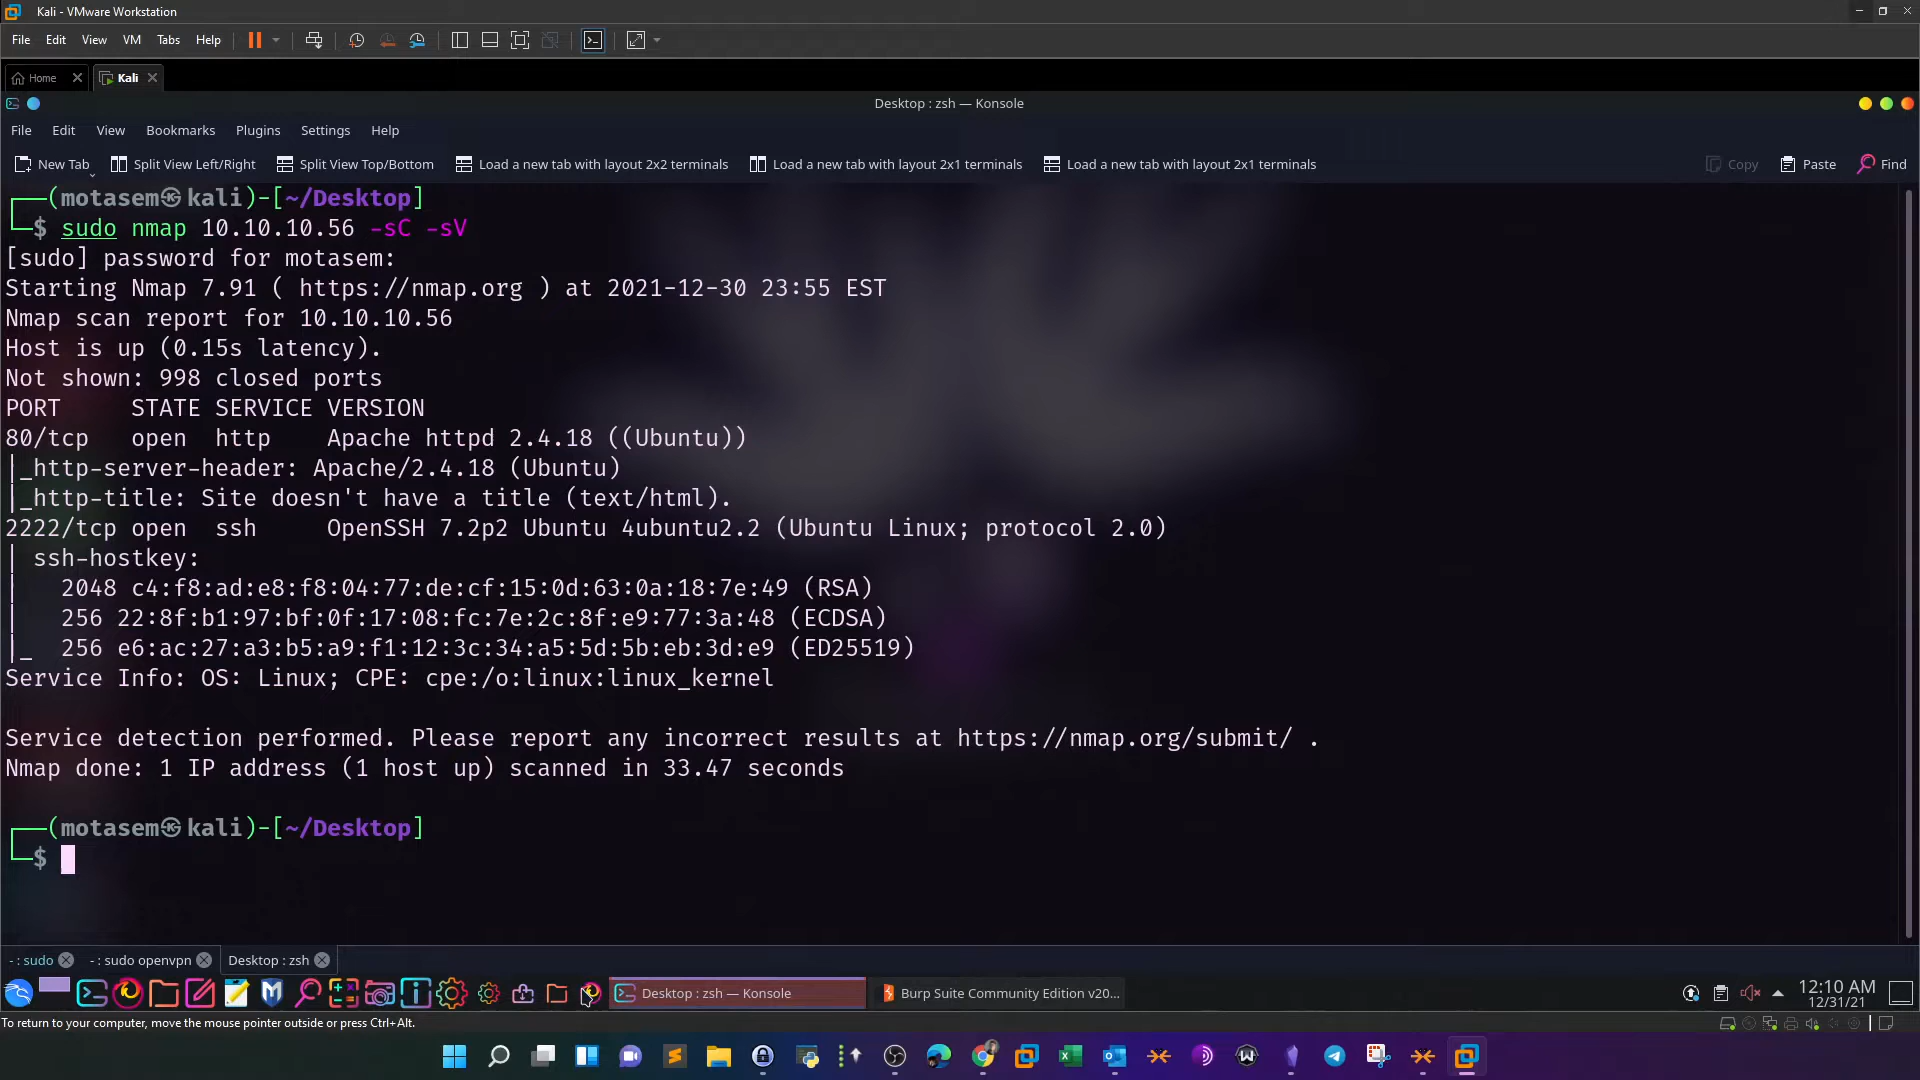 Kali - VMware Workstation
File Edit View VM Tabs Help
Home Kali
Desktop : zsh — Konsole
File Edit View Bookmarks Plugins Settings Help
New Tab Split View Left/Right Split View Top/Bottom Load a new tab with layout 2x2 terminals Load a new tab with layout 2x1 terminals Load a new tab with layout 2x1 terminals Copy Paste Find
┌──(motasem㉿kali)-[~/Desktop]
└─$ sudo nmap 10.10.10.56 -sC -sV
[sudo] password for motasem:
Starting Nmap 7.91 ( https://nmap.org ) at 2021-12-30 23:55 EST
Nmap scan report for 10.10.10.56
Host is up (0.15s latency).
Not shown: 998 closed ports
PORT     STATE SERVICE VERSION
80/tcp   open  http    Apache httpd 2.4.18 ((Ubuntu))
|_http-server-header: Apache/2.4.18 (Ubuntu)
|_http-title: Site doesn't have a title (text/html).
2222/tcp open  ssh     OpenSSH 7.2p2 Ubuntu 4ubuntu2.2 (Ubuntu Linux; protocol 2.0)
| ssh-hostkey:
|   2048 c4:f8:ad:e8:f8:04:77:de:cf:15:0d:63:0a:18:7e:49 (RSA)
|   256 22:8f:b1:97:bf:0f:17:08:fc:7e:2c:8f:e9:77:3a:48 (ECDSA)
|_  256 e6:ac:27:a3:b5:a9:f1:12:3c:34:a5:5d:5b:eb:3d:e9 (ED25519)
Service Info: OS: Linux; CPE: cpe:/o:linux:linux_kernel
Service detection performed. Please report any incorrect results at https://nmap.org/submit/ .
Nmap done: 1 IP address (1 host up) scanned in 33.47 seconds
┌──(motasem㉿kali)-[~/Desktop]
└─$
- : sudo - : sudo openvpn Desktop : zsh
Desktop : zsh — Konsole Burp Suite Community Edition v20... 12:10 AM
12/31/21
To return to your computer, move the mouse pointer outside or press Ctrl+Alt.